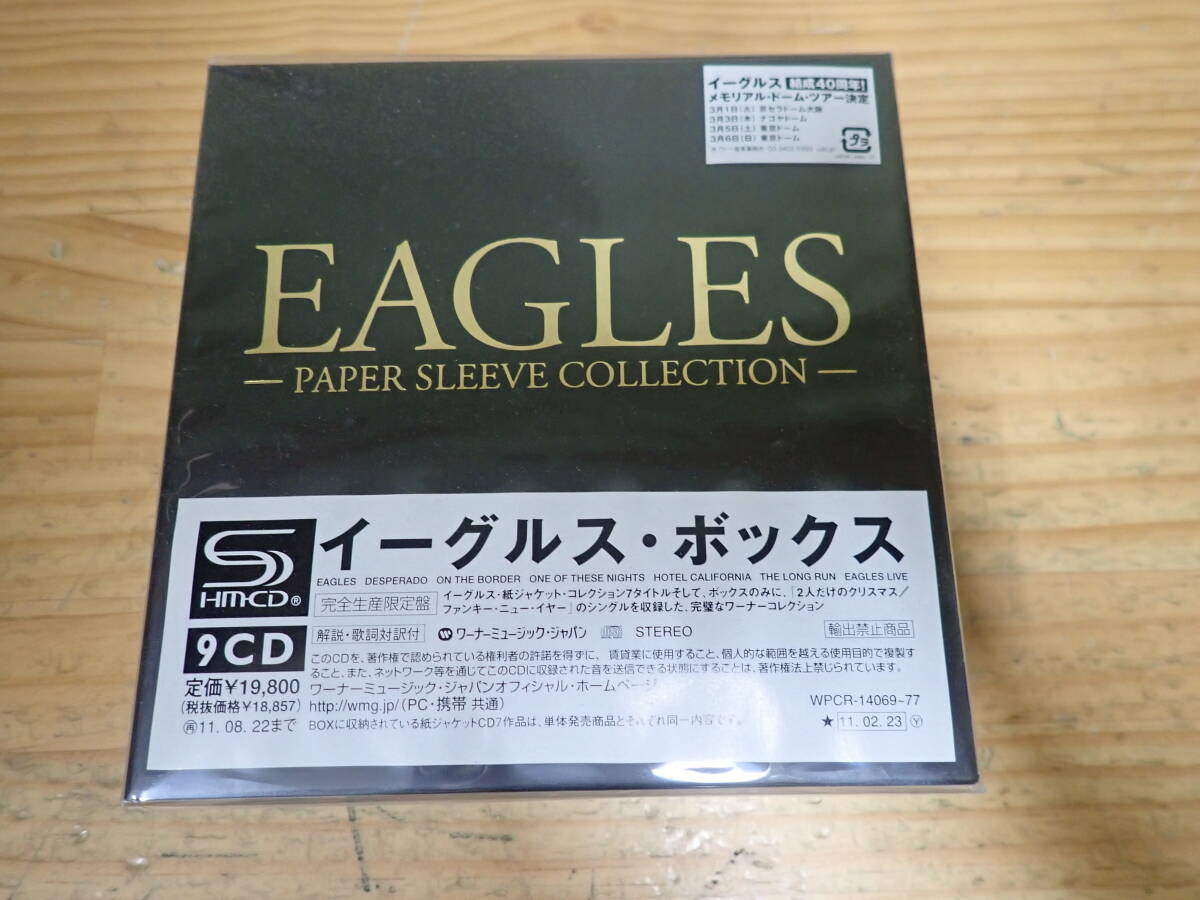 イーグルス 結成40周年!
メモリアル・ドーム・ツアー決定
3月1日(火) 京セラドーム大阪
3月3日(木) ナゴヤドーム
3月5日(土) 東京ドーム
3月6日(日) 東京ドーム
プラ
EAGLES
— PAPER SLEEVE COLLECTION —
SHM-CD®
イーグルス・ボックス
EAGLES DESPERADO ON THE BORDER ONE OF THESE NIGHTS HOTEL CALIFORNIA THE LONG RUN EAGLES LIVE
完全生産限定盤
イーグルス・紙ジャケット・コレクション7タイトルそして、ボックスのみに、「2人だけのクリスマス/
ファンキー・ニュー・イヤー」のシングルを収録した、完璧なワーナーコレクション
9CD
解説・歌詞対訳付 ワーナーミュージック・ジャパン STEREO 輸出禁止商品
このCDを、著作権で認められている権利者の許諾を得ずに、賃貸業に使用すること、個人的な範囲を越える使用目的で複製す
ること、また、ネットワーク等を通じてこのCDに収録された音を送信できる状態にすることは、著作権法上禁じられています。
定価¥19,800
(税抜価格¥18,857)
再11.08.22まで
ワーナーミュージック・ジャパンオフィシャル・ホームページ
http://wmg.jp/(PC・携帯 共通)
BOXに収納されている紙ジャケットCD7作品は、単体発売商品とそれぞれ同一内容です。
WPCR-14069~77
★11.02.23 Y